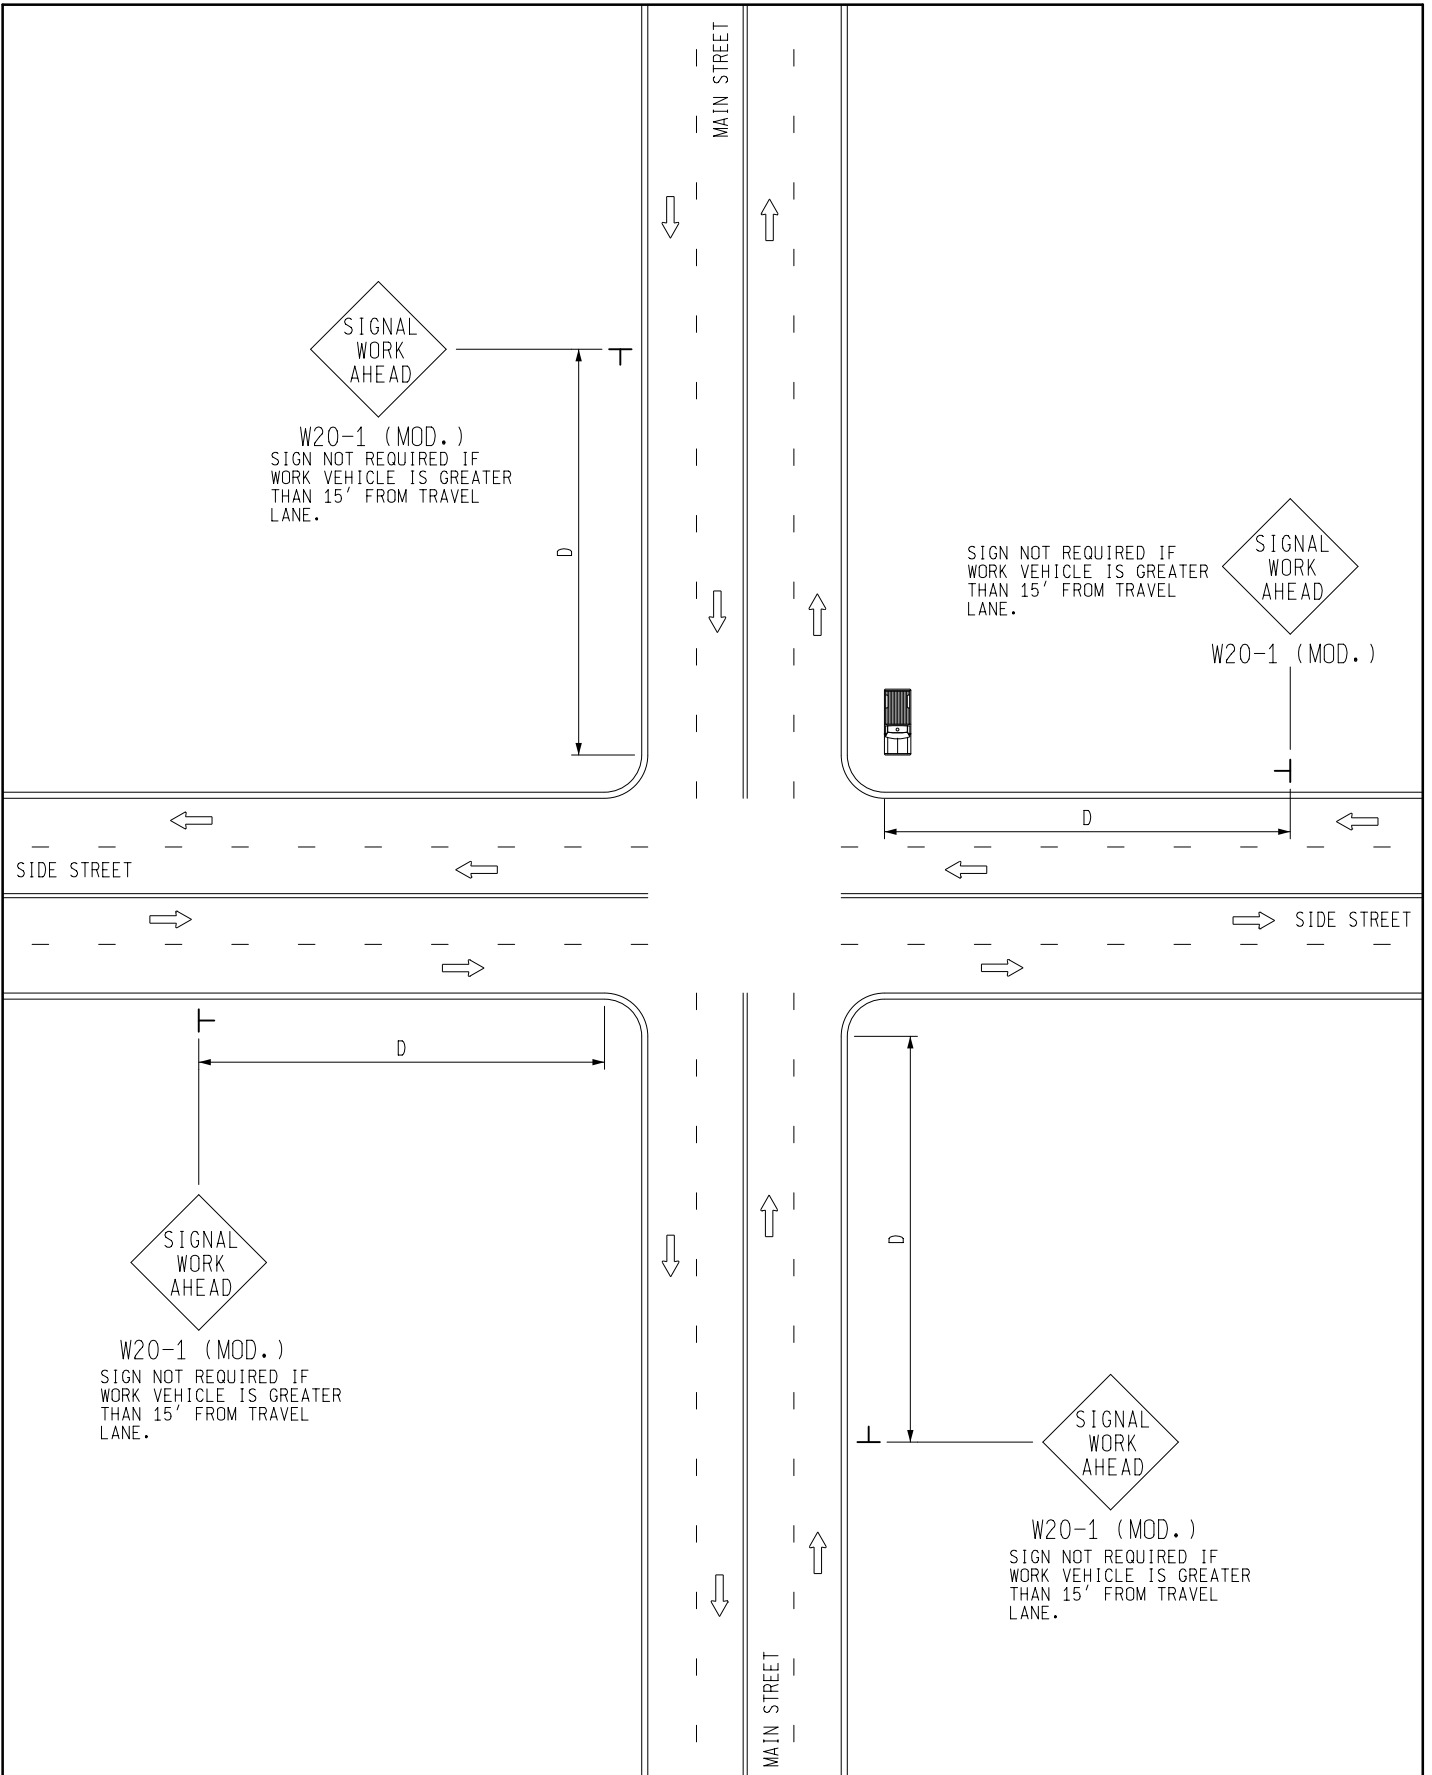 MAIN STREET
SIGNAL
WORK
AHEAD
W20-1 (MOD.)
SIGN NOT REQUIRED IF
WORK VEHICLE IS GREATER
THAN 15' FROM TRAVEL
LANE.
D
SIGN NOT REQUIRED IF
WORK VEHICLE IS GREATER
THAN 15' FROM TRAVEL
LANE.
SIGNAL
WORK
AHEAD
W20-1 (MOD.)
D
SIDE STREET
SIDE STREET
D
SIGNAL
WORK
AHEAD
W20-1 (MOD.)
SIGN NOT REQUIRED IF
WORK VEHICLE IS GREATER
THAN 15' FROM TRAVEL
LANE.
D
SIGNAL
WORK
AHEAD
W20-1 (MOD.)
SIGN NOT REQUIRED IF
WORK VEHICLE IS GREATER
THAN 15' FROM TRAVEL
LANE.
MAIN STREET